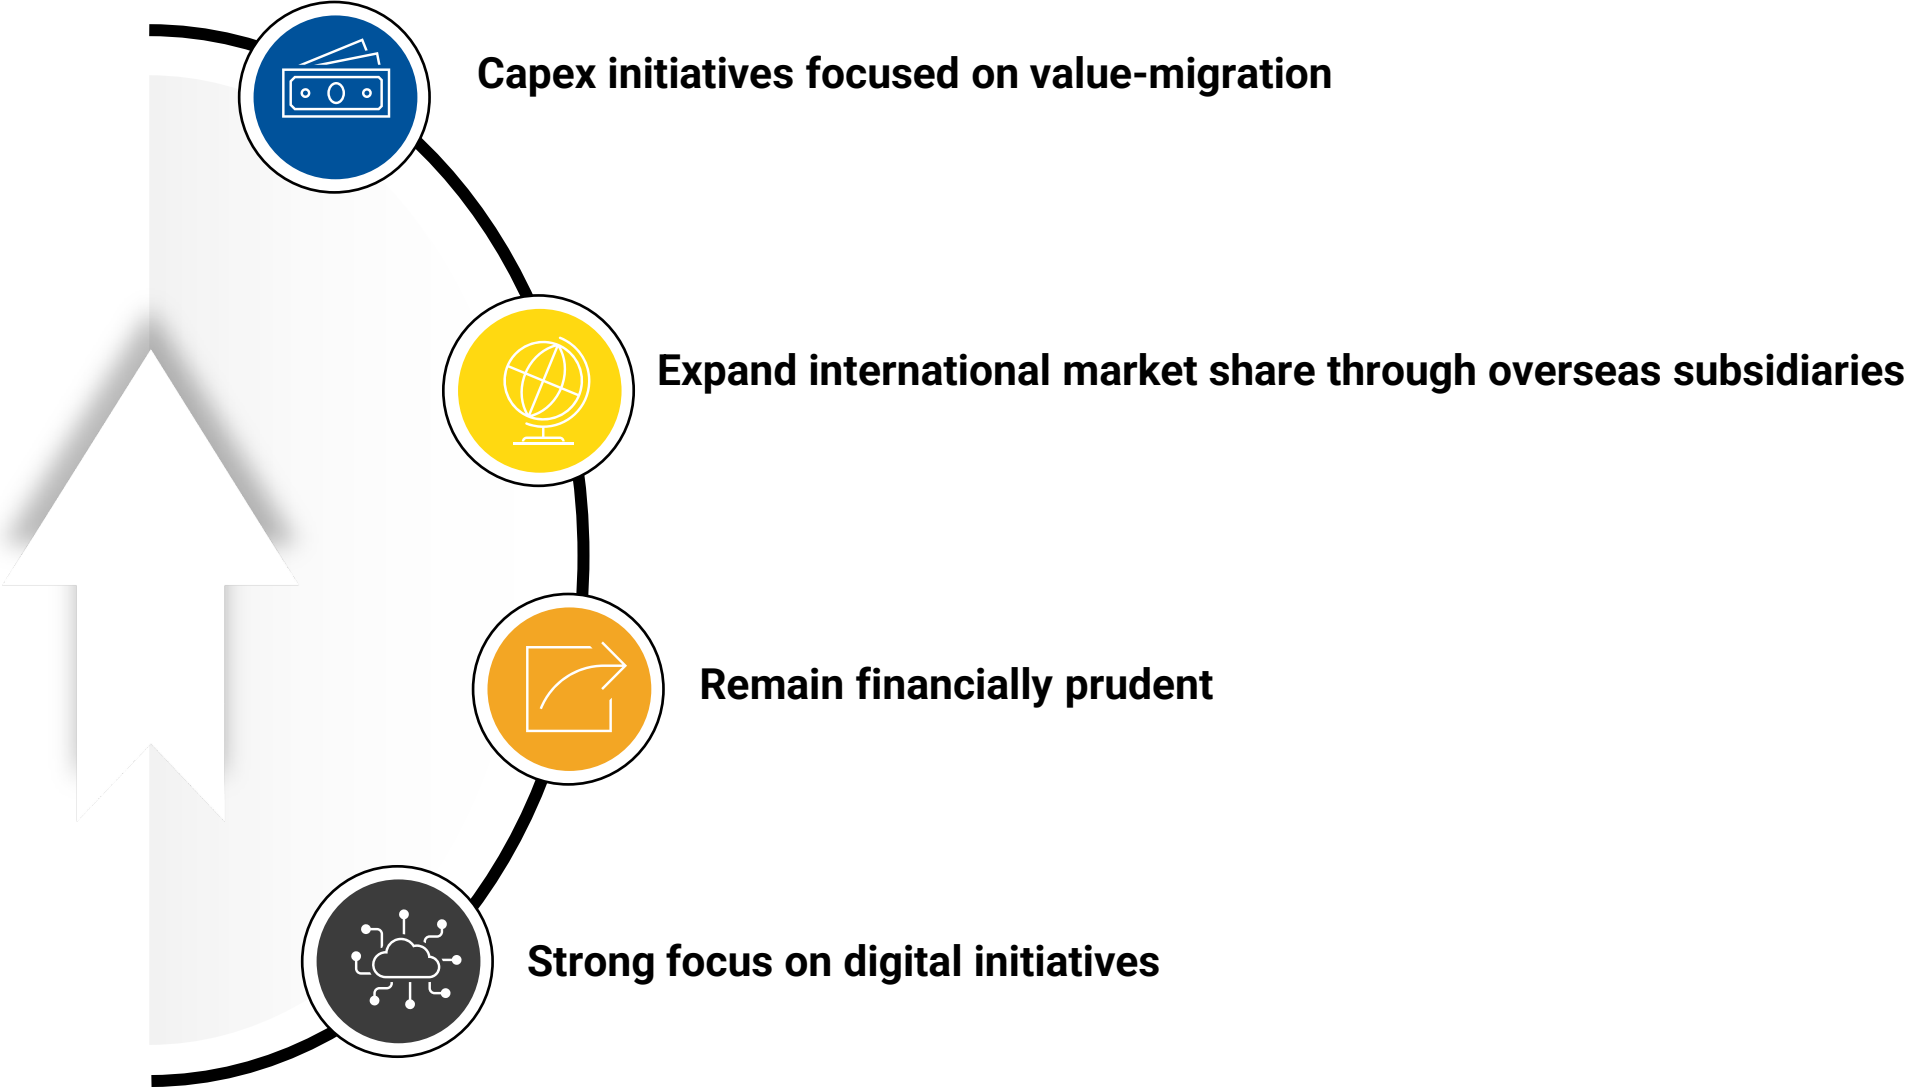 Capex initiatives focused on value-migration
Expand international market share through overseas subsidiaries
Remain financially prudent
Strong focus on digital initiatives